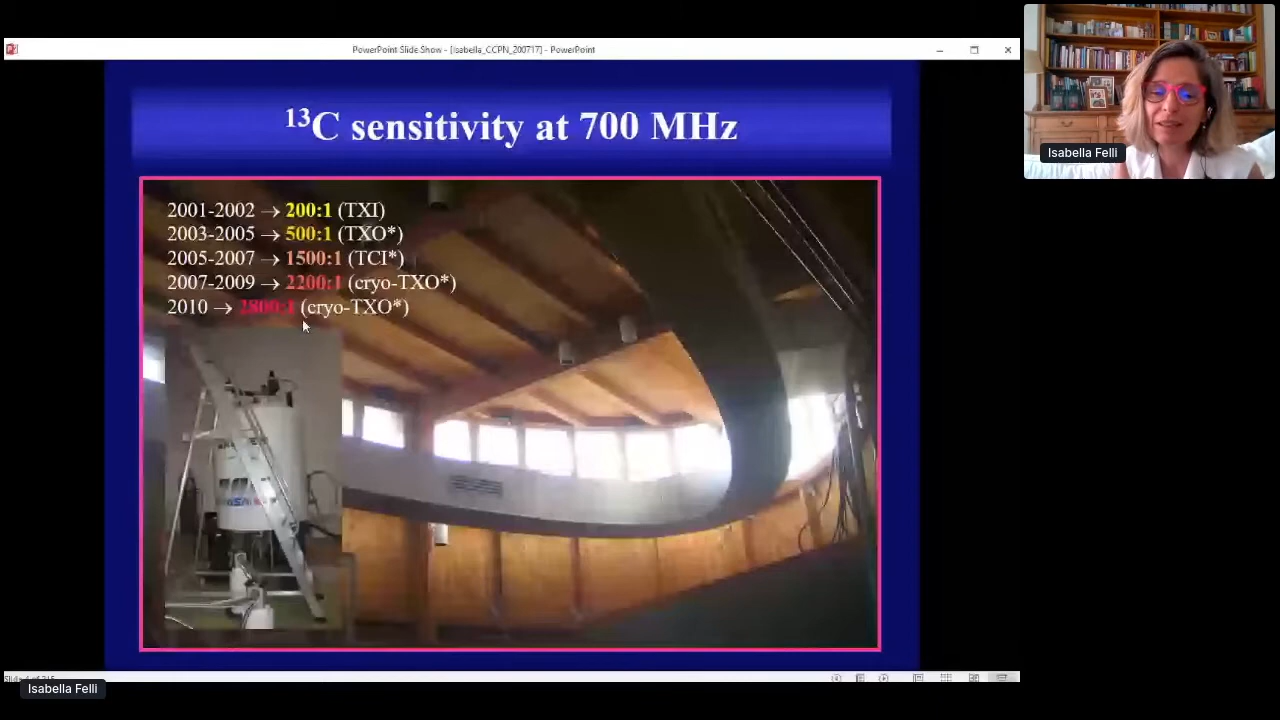 PowerPoint Slide Show - [isabella_CCPN_200717] - PowerPoint
¹³C sensitivity at 700 MHz
2001-2002 → 200:1 (TXI)
2003-2005 → 500:1 (TXO*)
2005-2007 → 1500:1 (TCI*)
2007-2009 → 2200:1 (cryo-TXO*)
2010 → 2800:1 (cryo-TXO*)
Isabella Felli
Isabella Felli